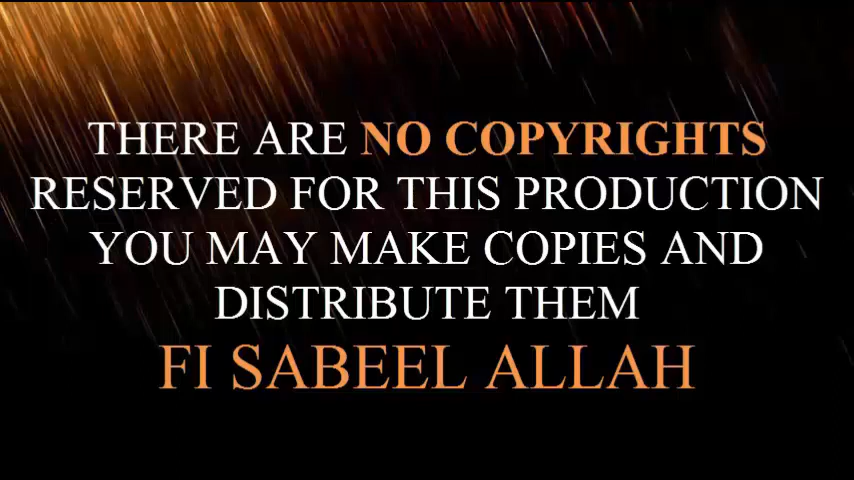 THERE ARE NO COPYRIGHTS
RESERVED FOR THIS PRODUCTION
YOU MAY MAKE COPIES AND
DISTRIBUTE THEM
FI SABEEL ALLAH